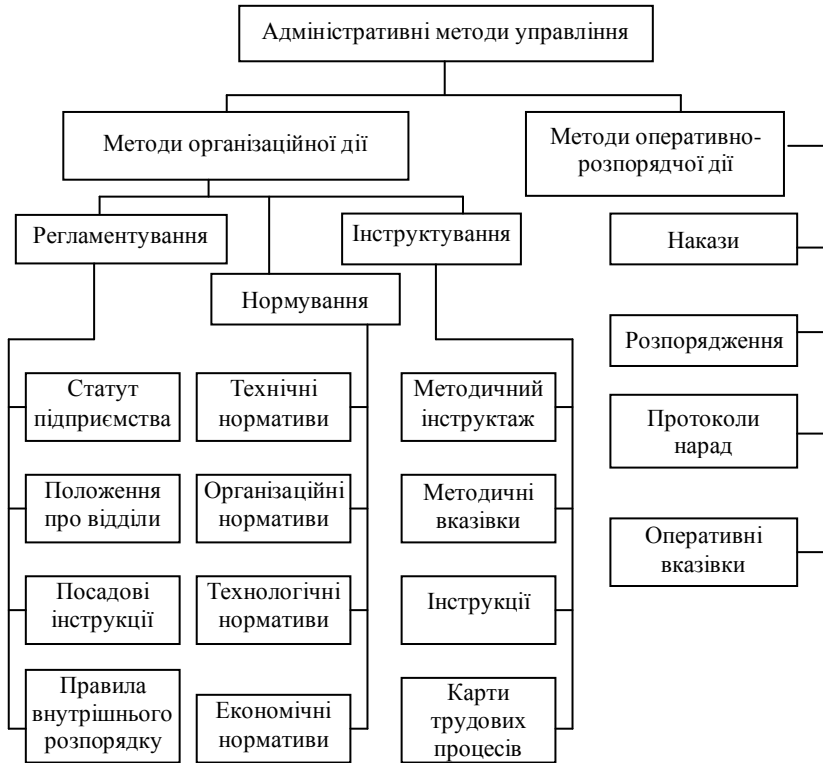 Адміністративні методи управління
Методи організаційної дії
Методи оперативно-
розпорядчої дії
Регламентування
Інструктування
Нормування
Накази
Розпорядження
Протоколи
нарад
Оперативні
вказівки
Статут
підприємства
Положення
про відділи
Посадові
інструкції
Правила
внутрішнього
розпорядку
Технічні
нормативи
Організаційні
нормативи
Технологічні
нормативи
Економічні
нормативи
Методичний
інструктаж
Методичні
вказівки
Інструкції
Карти
трудових
процесів